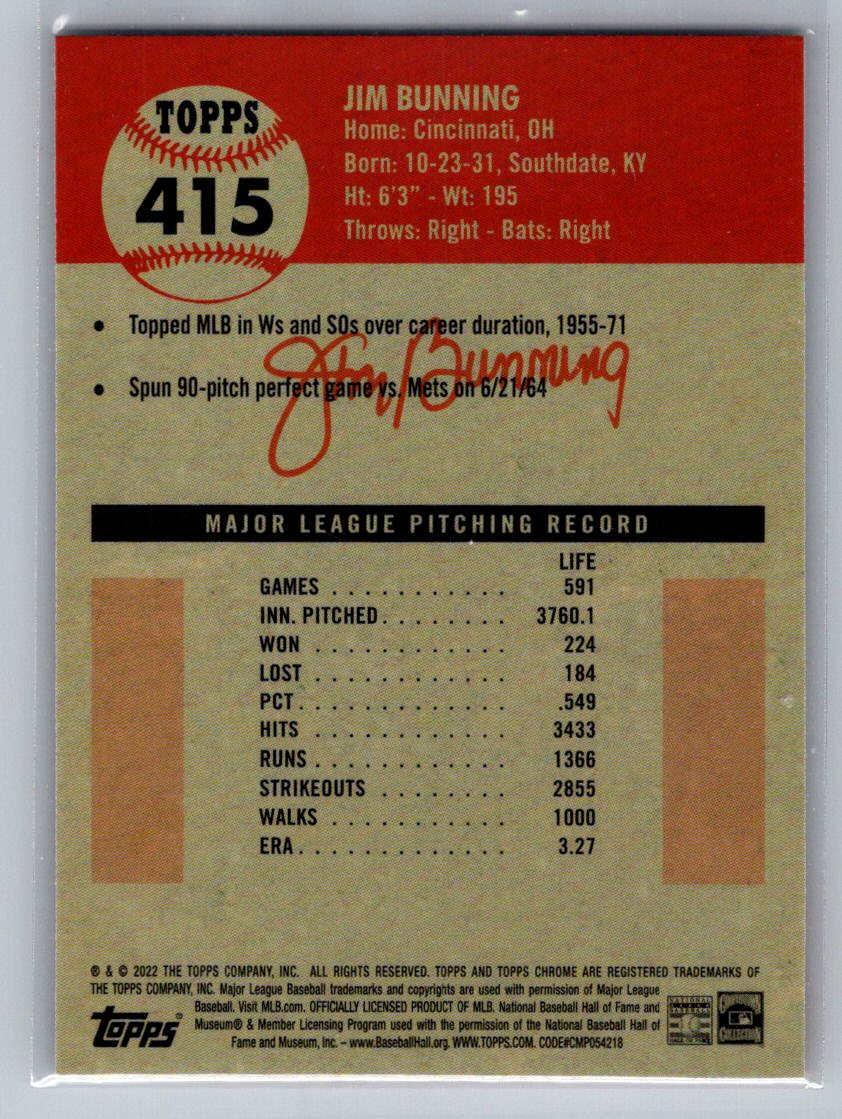 TOPPS
415
JIM BUNNING
Home: Cincinnati, OH
Born: 10-23-31, Southdate, KY
Ht: 6'3" - Wt: 195
Throws: Right - Bats: Right
• Topped MLB in Ws and SOs over career duration, 1955-71
Jim Bunning
• Spun 90-pitch perfect game vs. Mets on 6/21/64
MAJOR LEAGUE PITCHING RECORD
LIFE
GAMES . . . . . . . . . . . 591
INN. PITCHED. . . . . . . . 3760.1
WON . . . . . . . . . . . . 224
LOST . . . . . . . . . . . . 184
PCT. . . . . . . . . . . . . .549
HITS . . . . . . . . . . . . 3433
RUNS . . . . . . . . . . . . 1366
STRIKEOUTS . . . . . . . . 2855
WALKS . . . . . . . . . . . 1000
ERA. . . . . . . . . . . . . 3.27
® & © 2022 THE TOPPS COMPANY, INC. ALL RIGHTS RESERVED. TOPPS AND TOPPS CHROME ARE REGISTERED TRADEMARKS OF
THE TOPPS COMPANY, INC. Major League Baseball trademarks and copyrights are used with permission of Major League
Baseball. Visit MLB.com. OFFICIALLY LICENSED PRODUCT OF MLB. National Baseball Hall of Fame and
Museum® & Member Licensing Program used with the permission of the National Baseball Hall of
Fame and Museum, Inc. – www.BaseballHall.org. WWW.TOPPS.COM. CODE#CMP054218
TOPPS®